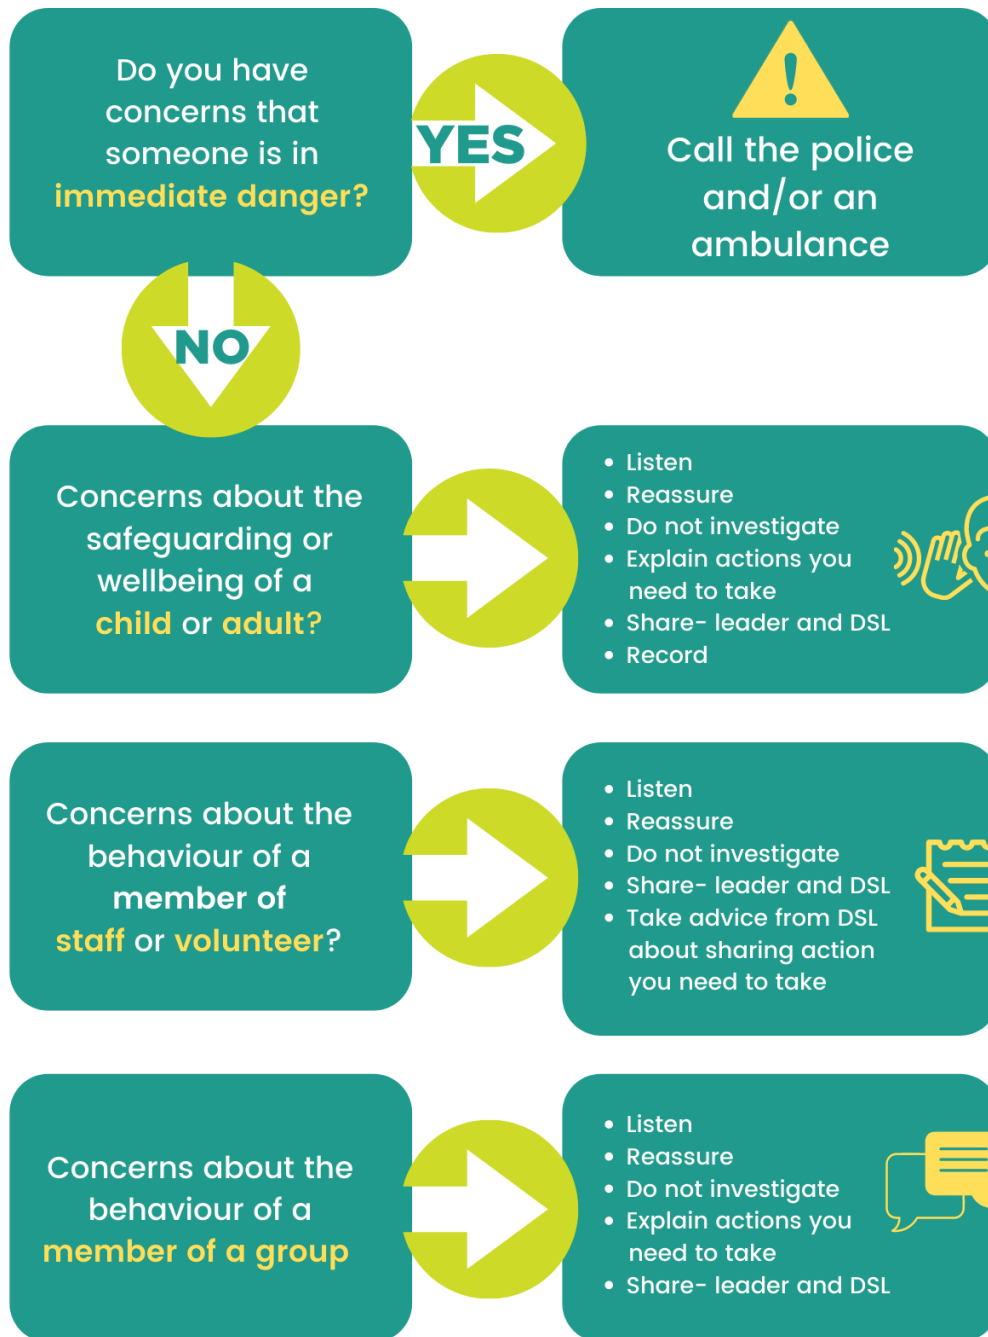 Do you have
concerns that
someone is in
immediate danger?
YES
!
Call the police
and/or an
ambulance
NO
Concerns about the
safeguarding or
wellbeing of a
child or adult?
• Listen
• Reassure
• Do not investigate
• Explain actions you
need to take
• Share- leader and DSL
• Record
Concerns about the
behaviour of a
member of
staff or volunteer?
• Listen
• Reassure
• Do not investigate
• Share- leader and DSL
• Take advice from DSL
about sharing action
you need to take
Concerns about the
behaviour of a
member of a group
• Listen
• Reassure
• Do not investigate
• Explain actions you
need to take
• Share- leader and DSL